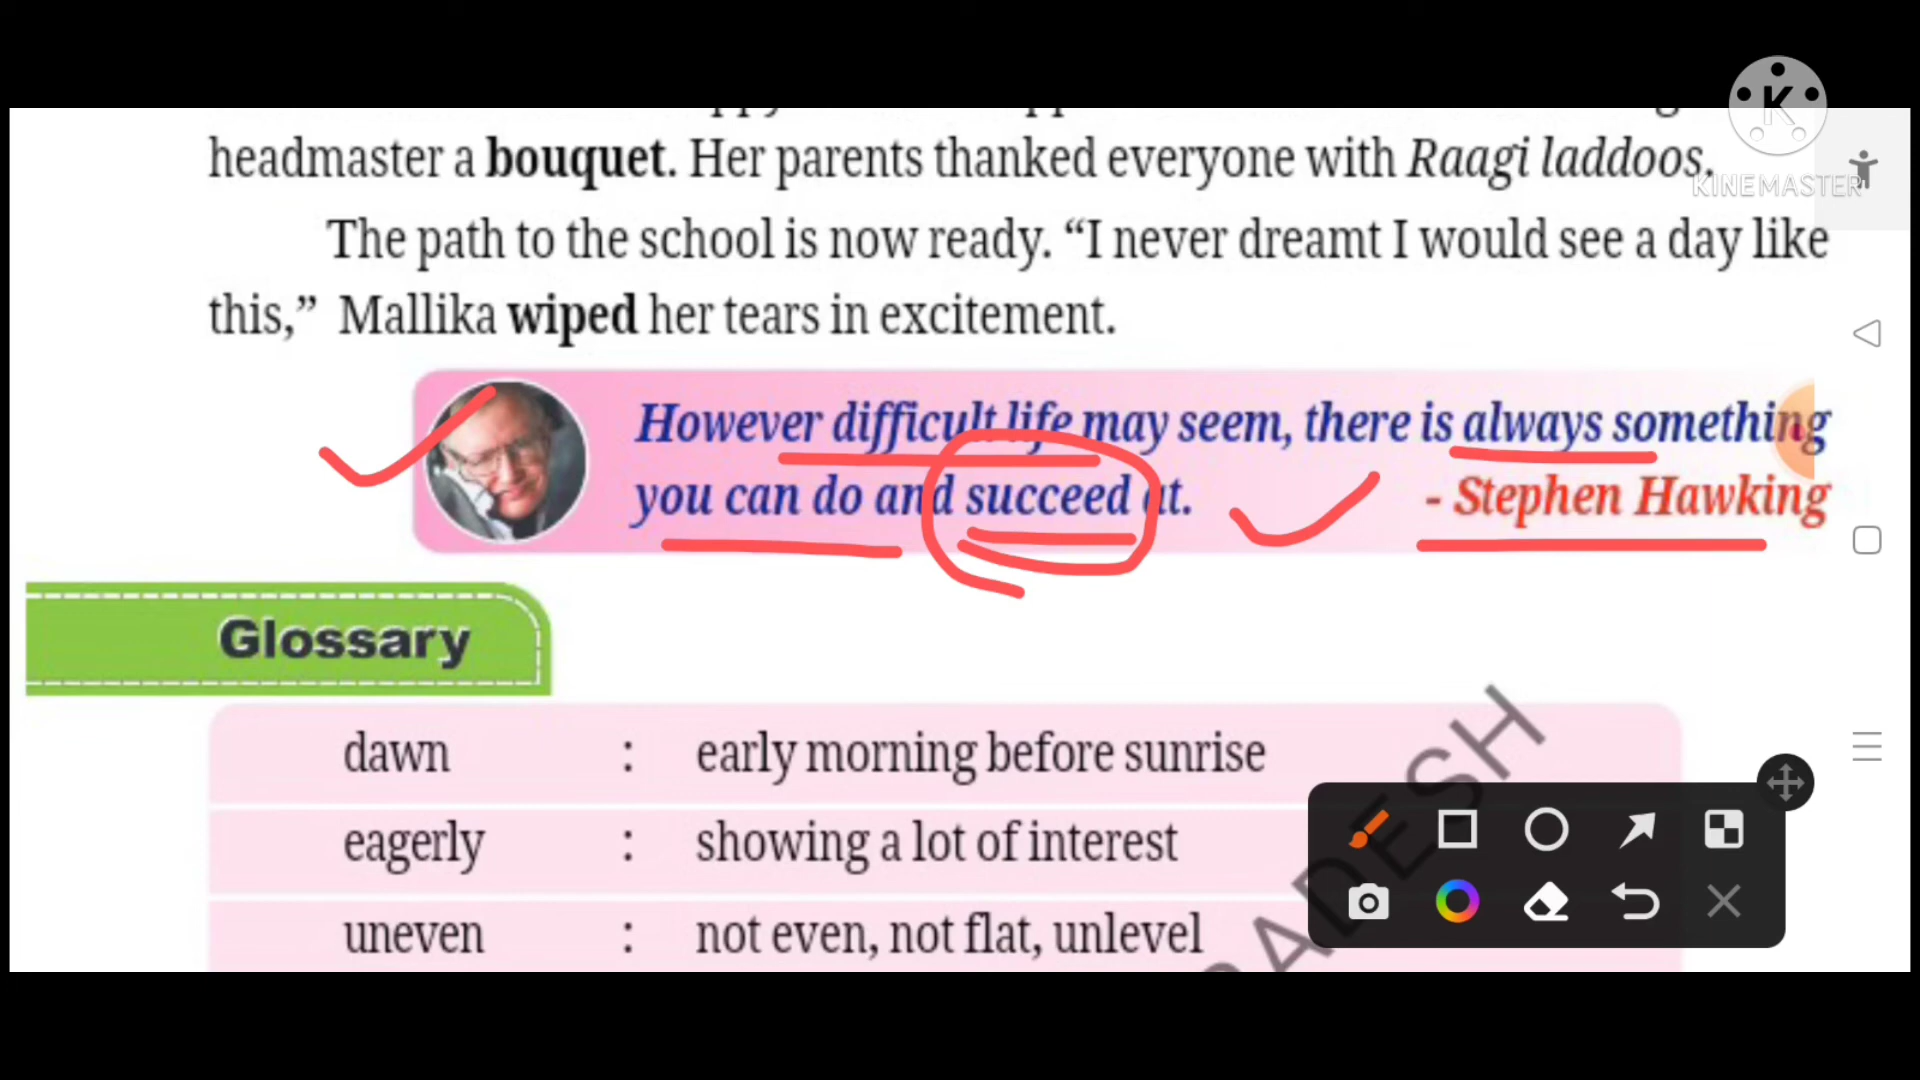 headmaster a bouquet. Her parents thanked everyone with Raagi laddoos.
K
KINEMASTER
The path to the school is now ready. “I never dreamt I would see a day like
this,” Mallika wiped her tears in excitement.
However difficult life may seem, there is always something
you can do and succeed at.
- Stephen Hawking
Glossary
dawn : early morning before sunrise
eagerly : showing a lot of interest
uneven : not even, not flat, unlevel
RADESH